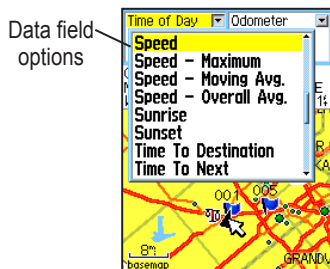 Data field
options
Time of Day Odometer
Speed
Speed - Maximum
Speed - Moving Avg.
Speed - Overall Avg.
Sunrise
Sunset
Time To Destination
Time To Next
001 005
8mi
basemap
GRANDV